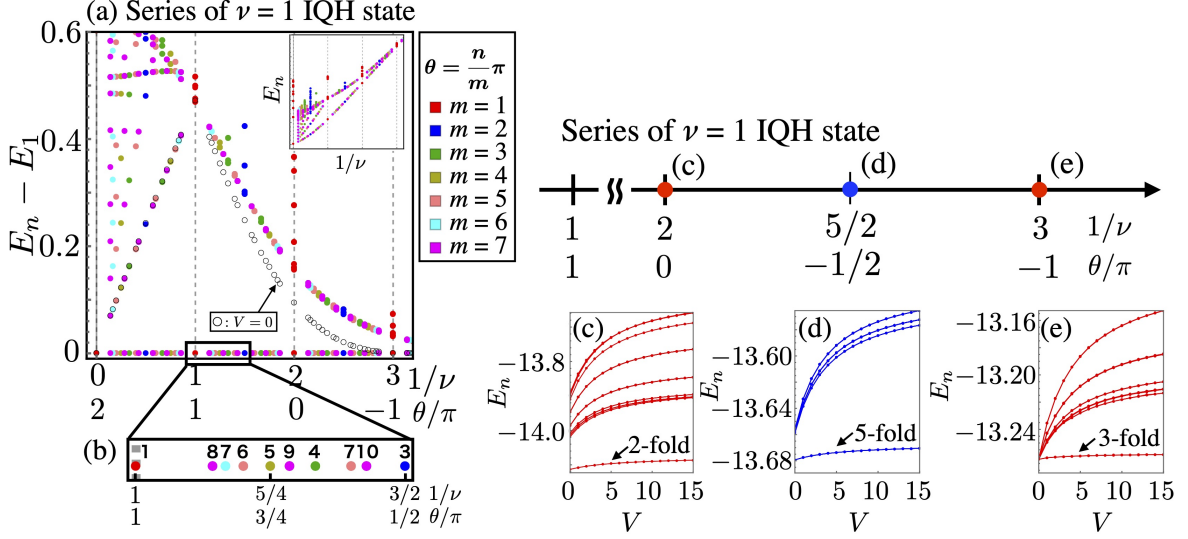 (a) Series of ν = 1 IQH state
E_n − E_1
0.6
0.4
0.2
0
E_n
1/ν
○: V = 0
0 1 2 3 1/ν
2 1 0 −1 θ/π
θ = n/m π
m = 1
m = 2
m = 3
m = 4
m = 5
m = 6
m = 7
(b)
1 8 7 6 5 9 4 7 10 3
1 5/4 3/2 1/ν
1 3/4 1/2 θ/π
Series of ν = 1 IQH state
(c) (d) (e)
1 2 5/2 3 1/ν
1 0 −1/2 −1 θ/π
(c)
E_n
−13.8
−14.0
2-fold
0 5 10 15
V
(d)
E_n
−13.60
−13.64
−13.68
5-fold
0 5 10 15
V
(e)
E_n
−13.16
−13.20
−13.24
3-fold
0 5 10 15
V